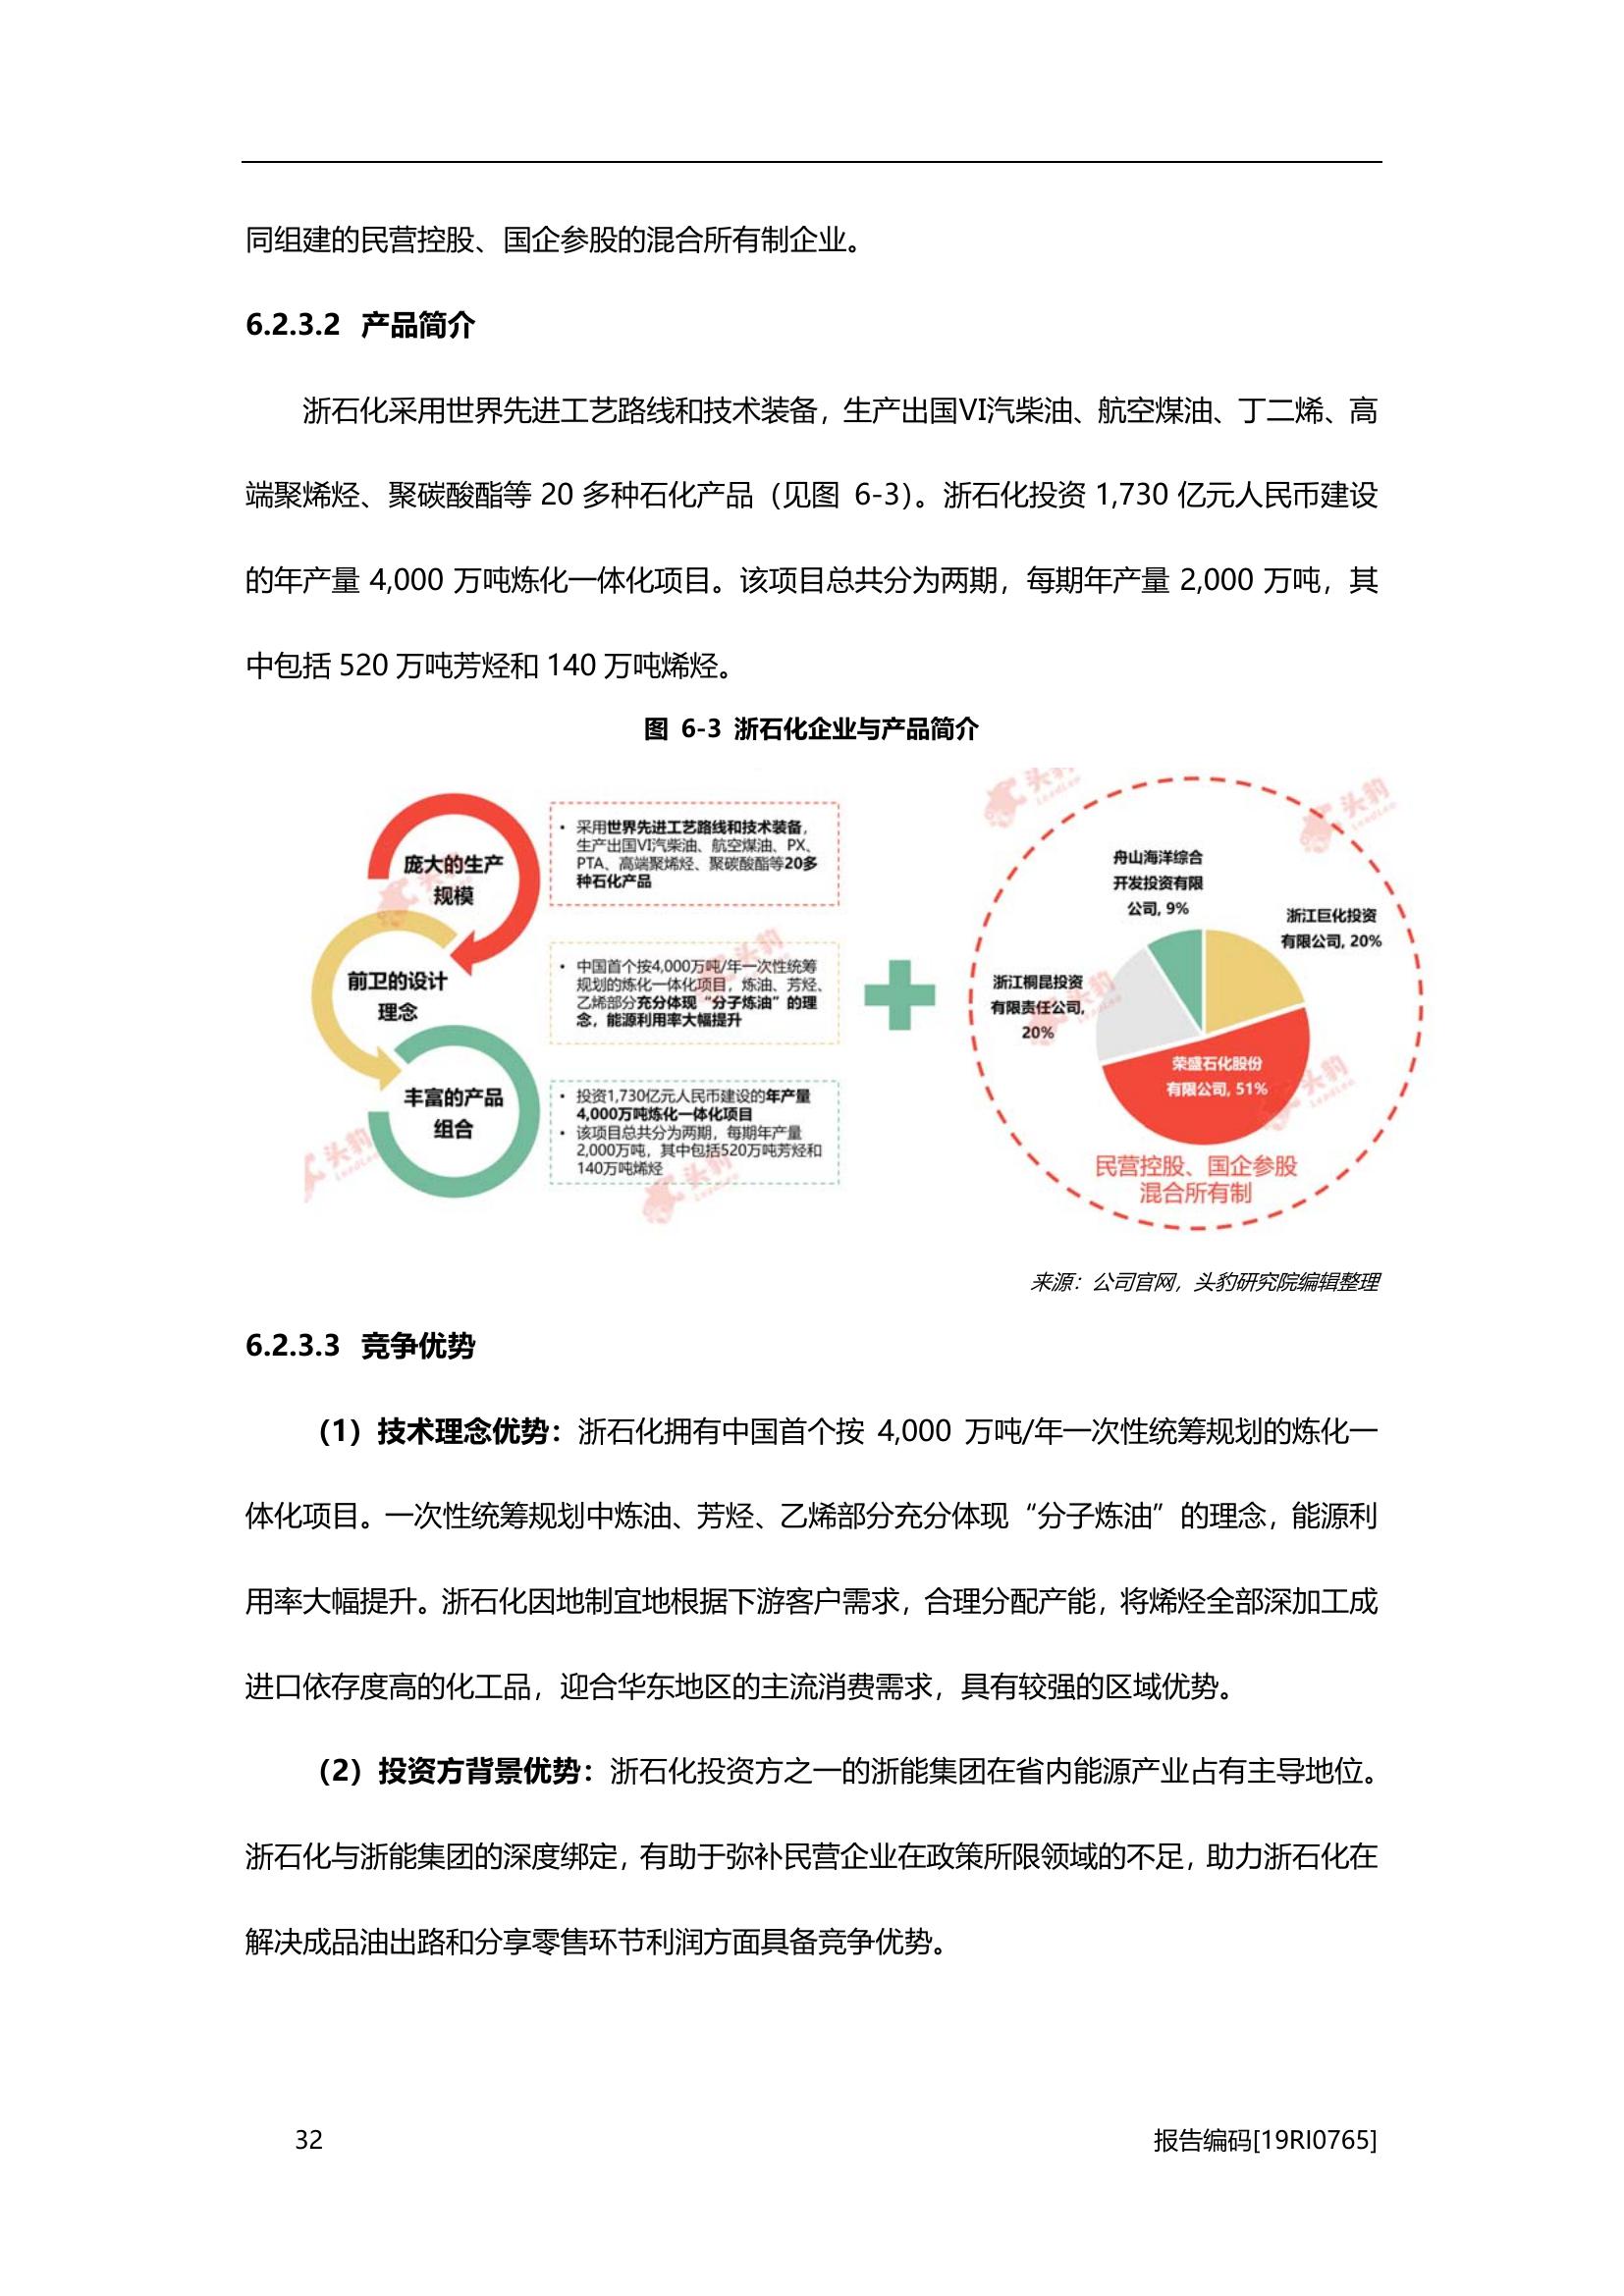 同组建的民营控股、国企参股的混合所有制企业。
6.2.3.2 产品简介
浙石化采用世界先进工艺路线和技术装备，生产出国VI汽柴油、航空煤油、丁二烯、高
端聚烯烃、聚碳酸酯等 20 多种石化产品（见图 6-3）。浙石化投资 1,730 亿元人民币建设
的年产量 4,000 万吨炼化一体化项目。该项目总共分为两期，每期年产量 2,000 万吨，其
中包括 520 万吨芳烃和 140 万吨烯烃。
图 6-3 浙石化企业与产品简介
庞大的生产
规模
• 采用世界先进工艺路线和技术装备，
生产出国VI汽柴油、航空煤油、PX、
PTA、高端聚烯烃、聚碳酸酯等20多
种石化产品
前卫的设计
理念
• 中国首个按4,000万吨/年一次性统筹
规划的炼化一体化项目，炼油、芳烃、
乙烯部分充分体现“分子炼油”的理
念，能源利用率大幅提升
丰富的产品
组合
• 投资1,730亿元人民币建设的年产量
4,000万吨炼化一体化项目
• 该项目总共分为两期，每期年产量
2,000万吨，其中包括520万吨芳烃和
140万吨烯烃
舟山海洋综合
开发投资有限
公司, 9%
浙江巨化投资
有限公司, 20%
浙江桐昆投资
有限责任公司,
20%
荣盛石化股份
有限公司, 51%
民营控股、国企参股
混合所有制
头豹
LeadLeo
头豹
LeadLeo
头豹
头豹
LeadLeo
头豹
头豹
LeadLeo
头豹
LeadLeo
头豹
LeadLeo
来源：公司官网，头豹研究院编辑整理
6.2.3.3 竞争优势
（1）技术理念优势：浙石化拥有中国首个按 4,000 万吨/年一次性统筹规划的炼化一
体化项目。一次性统筹规划中炼油、芳烃、乙烯部分充分体现“分子炼油”的理念，能源利
用率大幅提升。浙石化因地制宜地根据下游客户需求，合理分配产能，将烯烃全部深加工成
进口依存度高的化工品，迎合华东地区的主流消费需求，具有较强的区域优势。
（2）投资方背景优势：浙石化投资方之一的浙能集团在省内能源产业占有主导地位。
浙石化与浙能集团的深度绑定，有助于弥补民营企业在政策所限领域的不足，助力浙石化在
解决成品油出路和分享零售环节利润方面具备竞争优势。
32
报告编码[19RI0765]